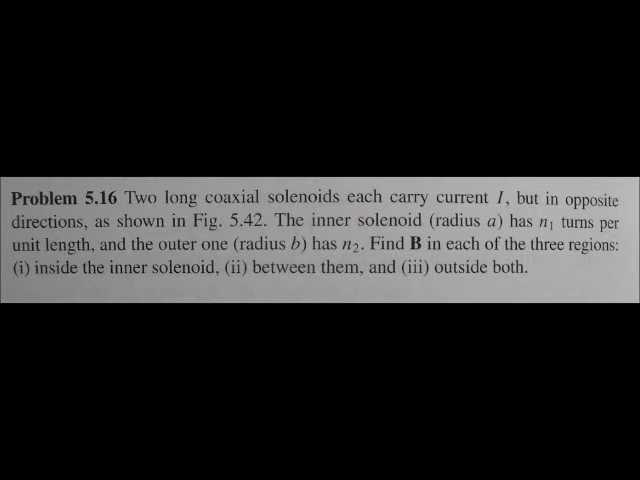 Problem 5.16 Two long coaxial solenoids each carry current I, but in opposite
directions, as shown in Fig. 5.42. The inner solenoid (radius a) has n₁ turns per
unit length, and the outer one (radius b) has n₂. Find B in each of the three regions:
(i) inside the inner solenoid, (ii) between them, and (iii) outside both.